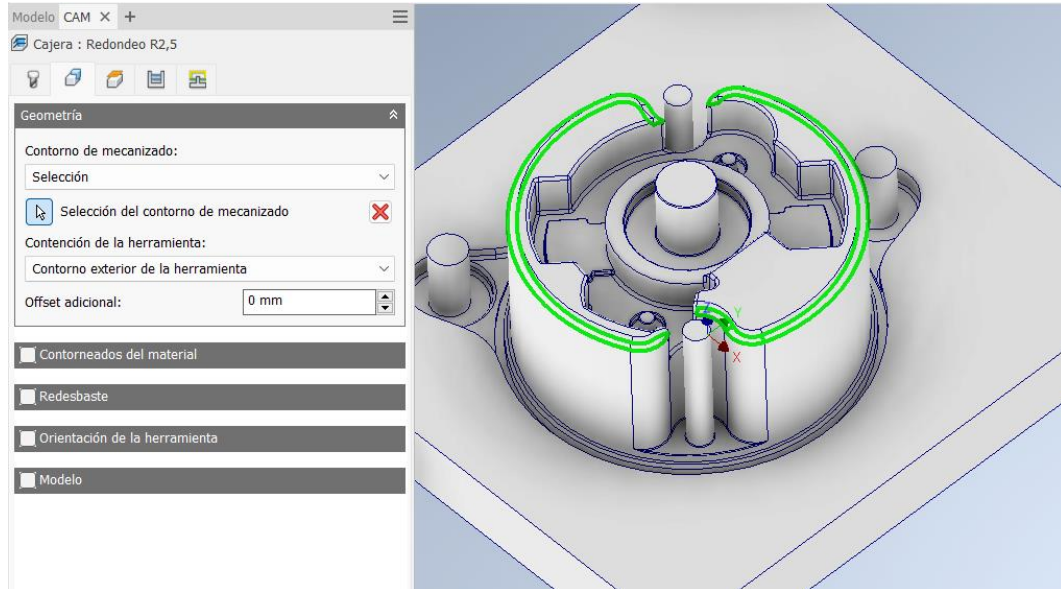 Modelo CAM × +
Cajera : Redondeo R2,5
Geometría
Contorno de mecanizado:
Selección
Selección del contorno de mecanizado
Contención de la herramienta:
Contorno exterior de la herramienta
Offset adicional: 0 mm
Contorneados del material
Redesbaste
Orientación de la herramienta
Modelo
Y
X